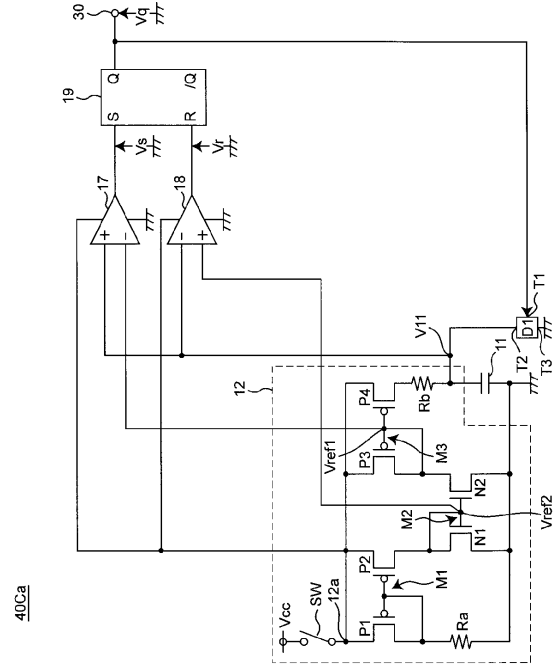 40Ca
30
Vq
19
S
Q
R
/Q
Vs
Vr
17
18
+
−
−
+
12
V11
T1
D1
T2
T3
11
Vcc
SW
12a
P1
P2
P3
P4
Rb
Vref1
M3
M1
M2
N1
N2
Ra
Vref2